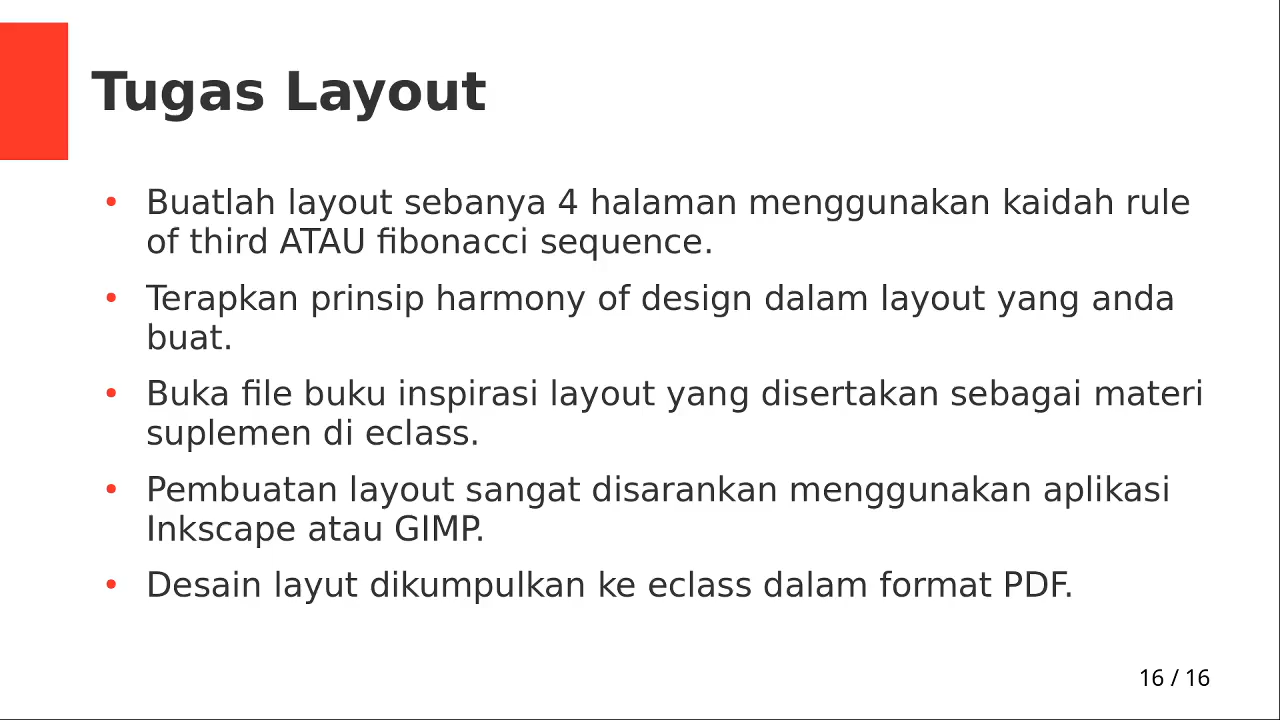 Tugas Layout
• Buatlah layout sebanya 4 halaman menggunakan kaidah rule
of third ATAU fibonacci sequence.
• Terapkan prinsip harmony of design dalam layout yang anda
buat.
• Buka file buku inspirasi layout yang disertakan sebagai materi
suplemen di eclass.
• Pembuatan layout sangat disarankan menggunakan aplikasi
Inkscape atau GIMP.
• Desain layut dikumpulkan ke eclass dalam format PDF.
16 / 16